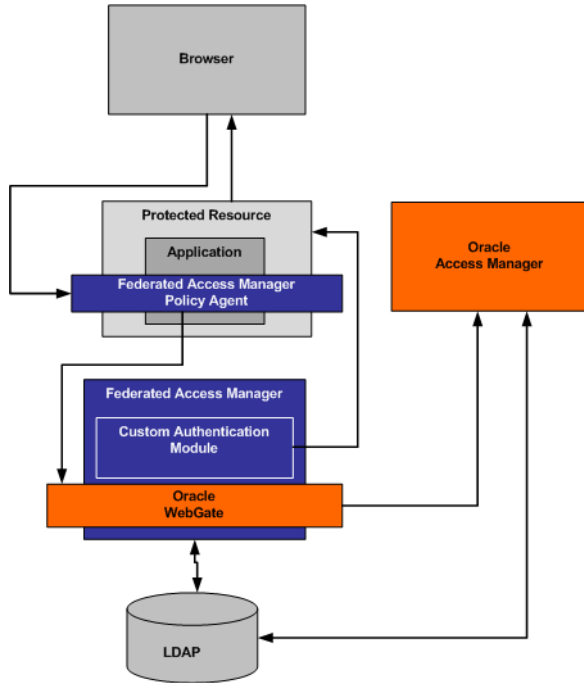 Browser
Protected Resource
Application
Federated Access Manager
Policy Agent
Oracle
Access Manager
Federated Access Manager
Custom Authentication
Module
Oracle
WebGate
LDAP